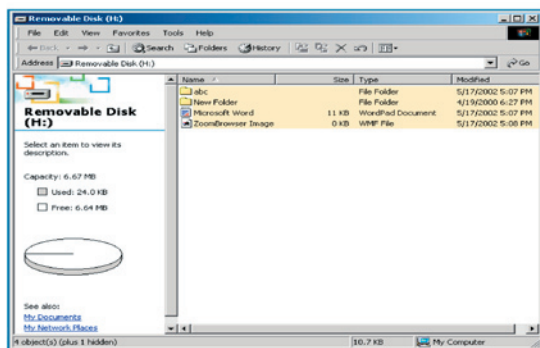 Removable Disk (H:)
File Edit View Favorites Tools Help
Back Search Folders History
Address Removable Disk (H:) Go
Name Size Type Modified
abc File Folder 5/17/2002 5:07 PM
New Folder File Folder 4/19/2000 6:27 PM
Microsoft Word 11 KB WordPad Document 5/17/2002 5:07 PM
ZoomBrowser Image 0 KB WMF File 5/17/2002 5:08 PM
Removable Disk
(H:)
Select an item to view its
description.
Capacity: 6.67 MB
Used: 24.0 KB
Free: 6.64 MB
See also:
My Documents
My Network Places
4 object(s) (plus 1 hidden) 10.7 KB My Computer